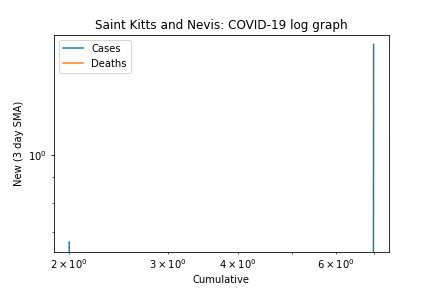 Saint Kitts and Nevis: COVID-19 log graph
Cases
Deaths
New (3 day SMA)
10⁰
2 × 10⁰ 3 × 10⁰ 4 × 10⁰ 6 × 10⁰
Cumulative